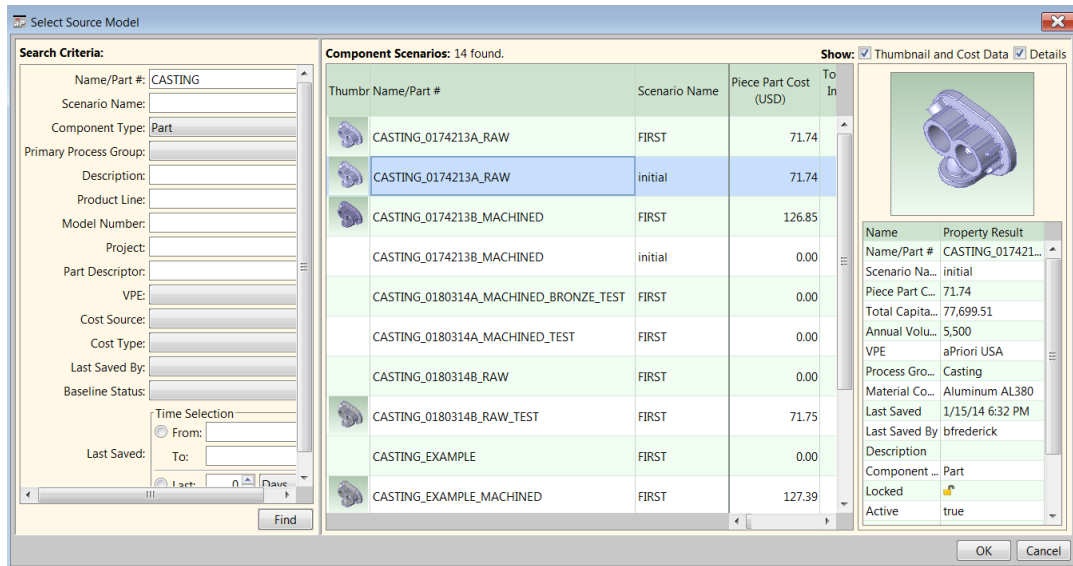 Select Source Model
Search Criteria:
Name/Part #: CASTING
Scenario Name:
Component Type: Part
Primary Process Group:
Description:
Product Line:
Model Number:
Project:
Part Descriptor:
VPE:
Cost Source:
Cost Type:
Last Saved By:
Baseline Status:
Time Selection
From:
Last Saved:
To:
Last: 0 Days
Find
Component Scenarios: 14 found.
Show: Thumbnail and Cost Data Details
Thumbr Name/Part # Scenario Name Piece Part Cost (USD) To In
CASTING_0174213A_RAW FIRST 71.74
CASTING_0174213A_RAW initial 71.74
CASTING_0174213B_MACHINED FIRST 126.85
CASTING_0174213B_MACHINED initial 0.00
CASTING_0180314A_MACHINED_BRONZE_TEST FIRST 0.00
CASTING_0180314A_MACHINED_TEST FIRST 0.00
CASTING_0180314B_RAW FIRST 0.00
CASTING_0180314B_RAW_TEST FIRST 71.75
CASTING_EXAMPLE FIRST 0.00
CASTING_EXAMPLE_MACHINED FIRST 127.39
Name Property Result
Name/Part # CASTING_017421...
Scenario Na... initial
Piece Part C... 71.74
Total Capita... 77,699.51
Annual Volu... 5,500
VPE aPriori USA
Process Gro... Casting
Material Co... Aluminum AL380
Last Saved 1/15/14 6:32 PM
Last Saved By bfrederick
Description
Component ... Part
Locked
Active true
OK Cancel